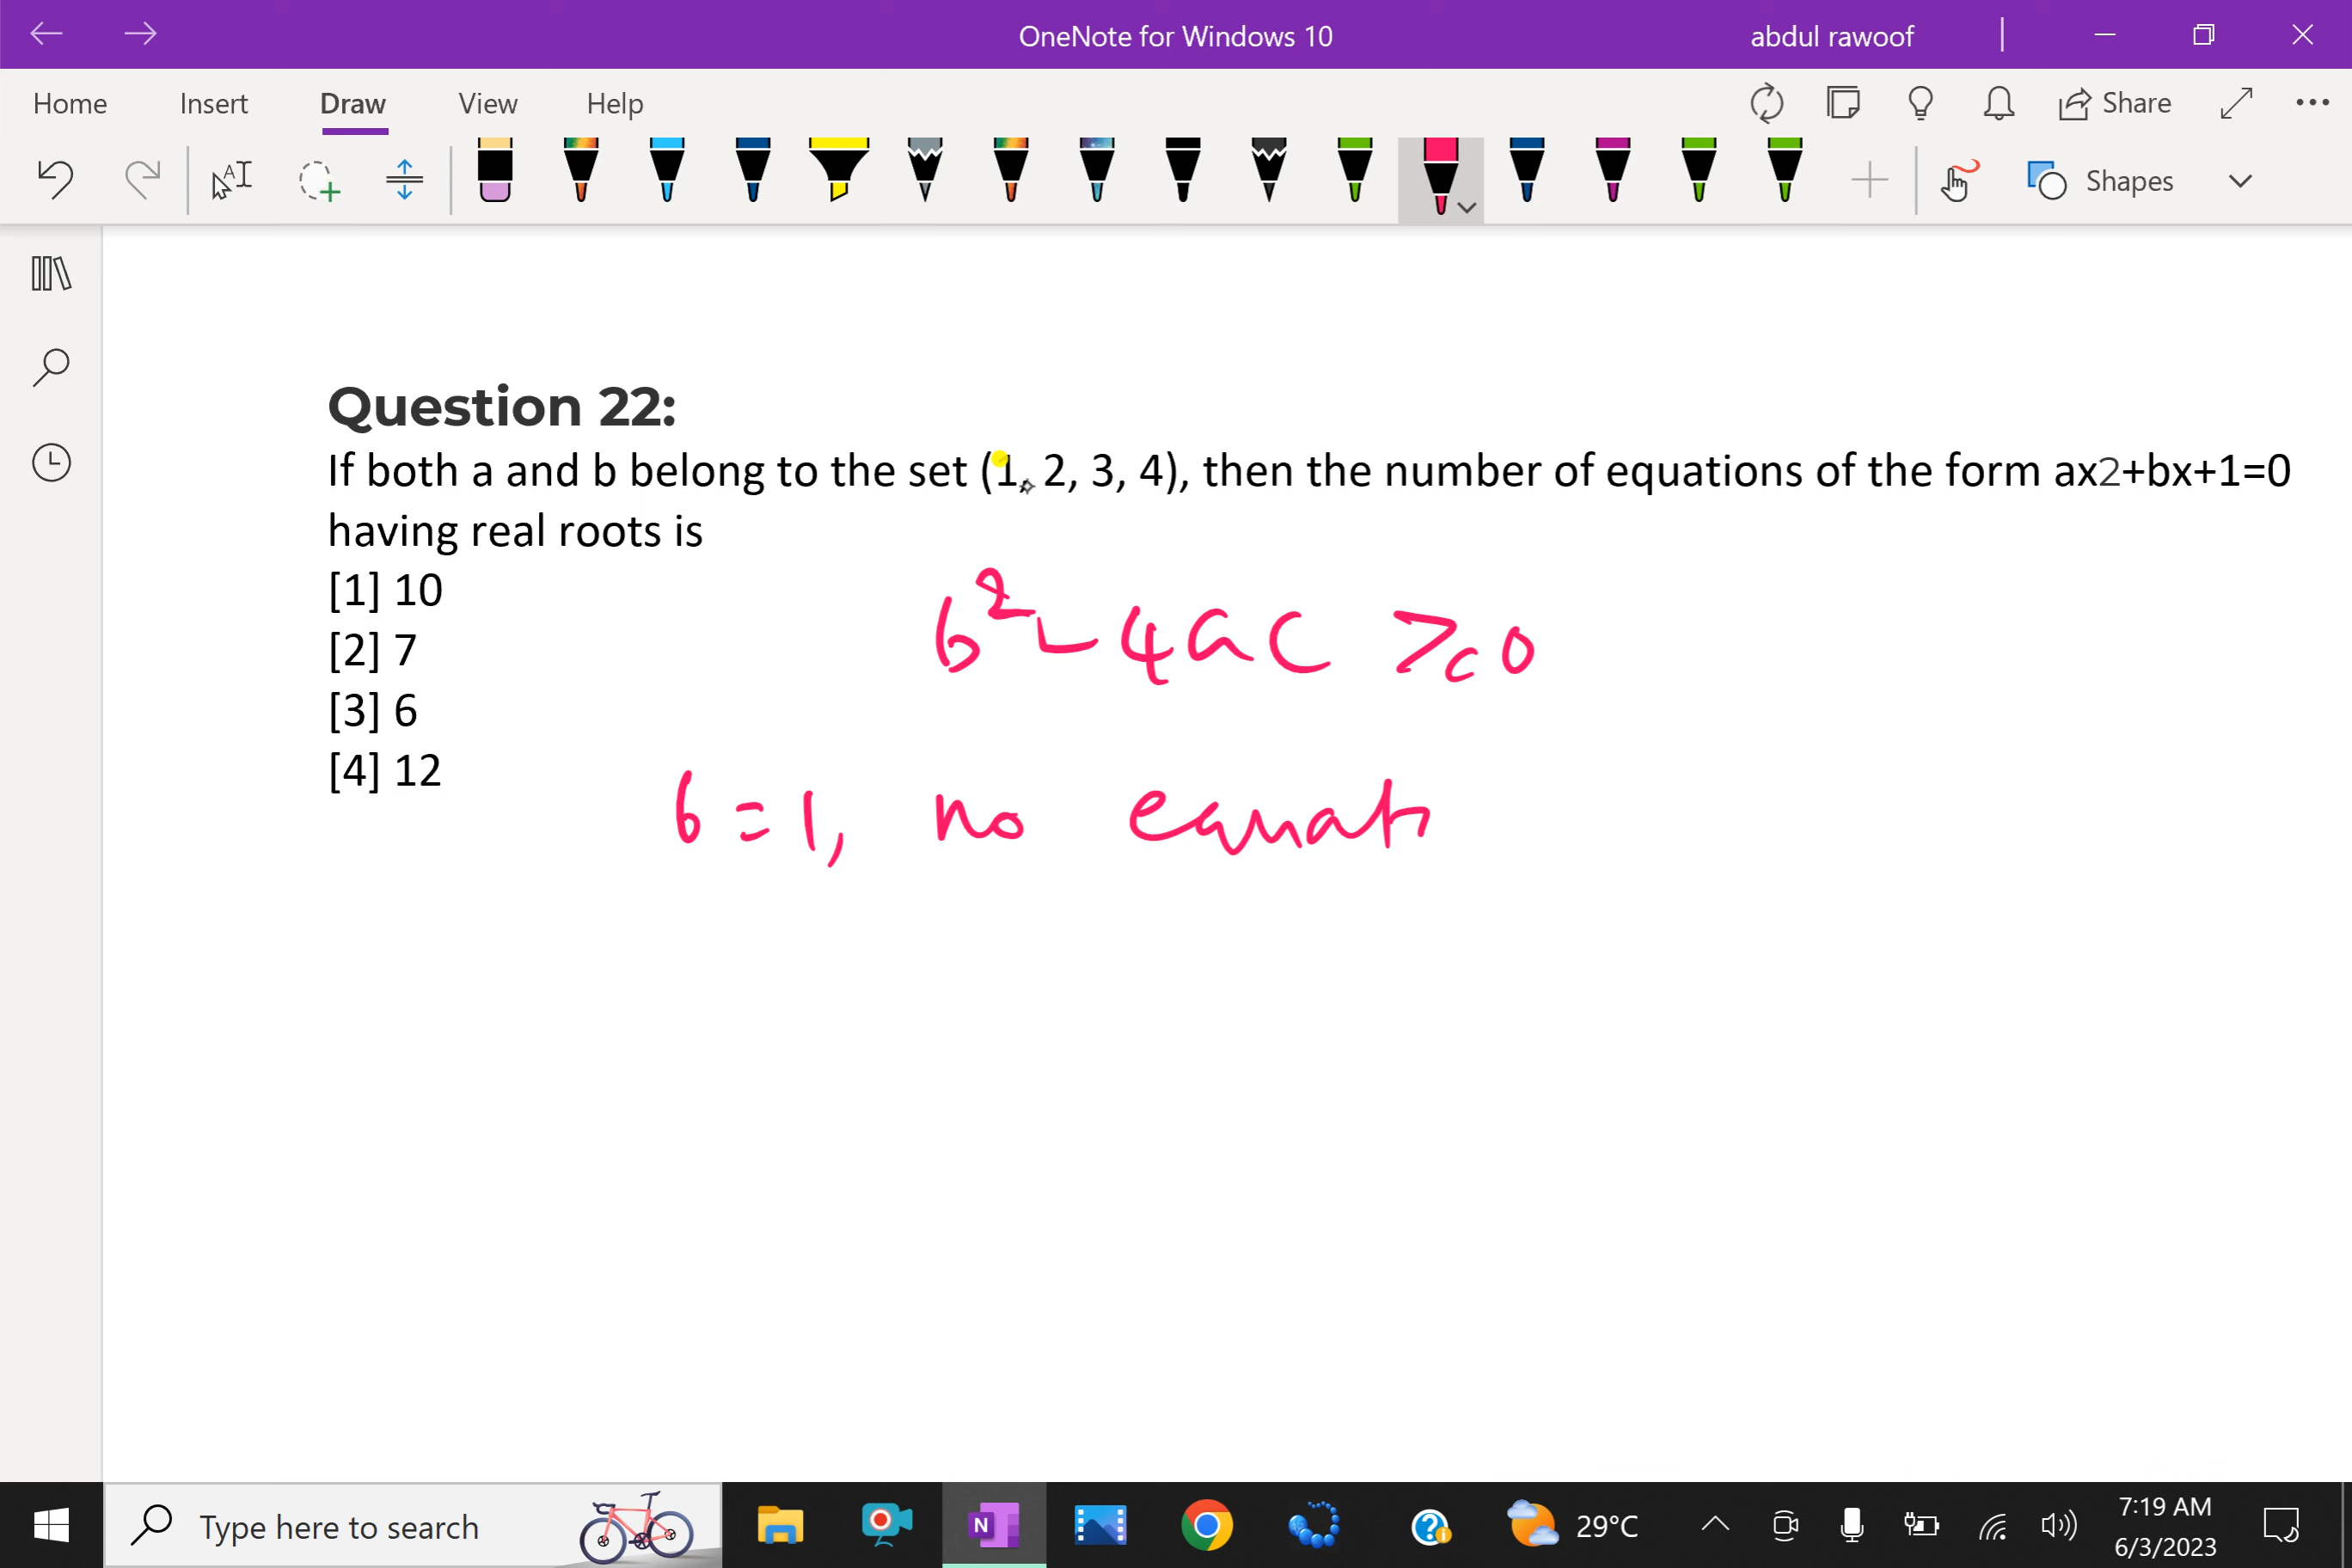 OneNote for Windows 10
abdul rawoof
Home Insert Draw View Help
Share
Shapes
Question 22:
If both a and b belong to the set (1, 2, 3, 4), then the number of equations of the form ax2+bx+1=0
having real roots is
[1] 10
[2] 7
[3] 6
[4] 12
b²-4ac ≥ 0
b=1, no equati
Type here to search
29°C
7:19 AM
6/3/2023